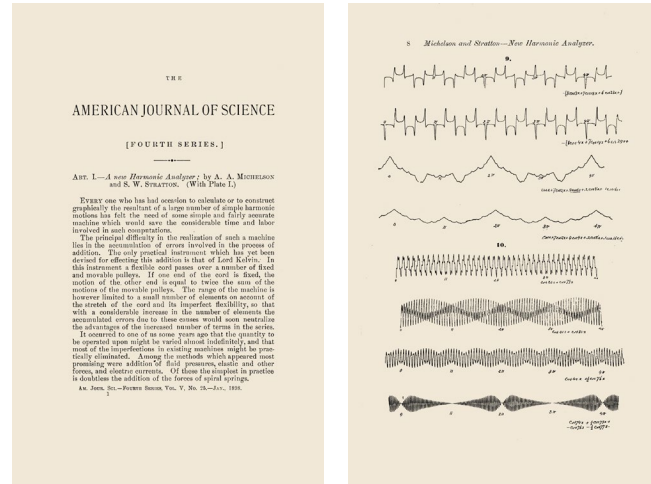 THE
AMERICAN JOURNAL OF SCIENCE
[FOURTH SERIES.]
ART. I.—A new Harmonic Analyzer; by A. A. MICHELSON
and S. W. STRATTON. (With Plate I.)
EVERY one who has had occasion to calculate or to construct
graphically the resultant of a large number of simple harmonic
motions has felt the need of some simple and fairly accurate
machine which would save the considerable time and labor
involved in such computations.
The principal difficulty in the realization of such a machine
lies in the accumulation of errors involved in the process of
addition. The only practical instrument which has yet been
devised for effecting this addition is that of Lord Kelvin. In
this instrument a flexible cord passes over a number of fixed
and movable pulleys. If one end of the cord is fixed, the
motion of the other end is equal to twice the sum of the
motions of the movable pulleys. The range of the machine is
however limited to a small number of elements on account of
the stretch of the cord and its imperfect flexibility, so that
with a considerable increase in the number of elements the
accumulated errors due to these causes would soon neutralize
the advantages of the increased number of terms in the series.
It occurred to one of us some years ago that the quantity to
be operated upon might be varied almost indefinitely, and that
most of the imperfections in existing machines might be prac-
tically eliminated. Among the methods which appeared most
promising were addition of fluid pressures, elastic and other
forces, and electric currents. Of these the simplest in practice
is doubtless the addition of the forces of spiral springs.
AM. JOUR. SCI.—FOURTH SERIES, VOL. V, No. 25.—JAN., 1898.
1
8 Michelson and Stratton—New Harmonic Analyzer.
9.
10.